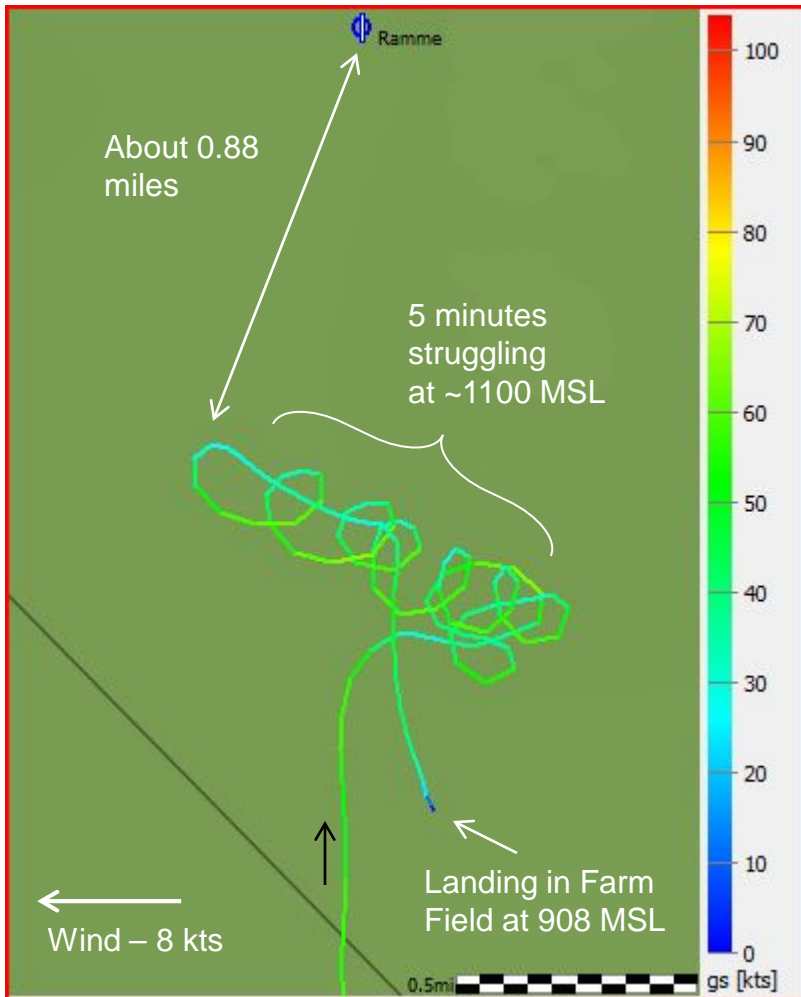 Ramme
About 0.88
miles
5 minutes
struggling
at ~1100 MSL
Landing in Farm
Field at 908 MSL
Wind – 8 kts
0.5mi
100
90
80
70
60
50
40
30
20
10
0
gs [kts]